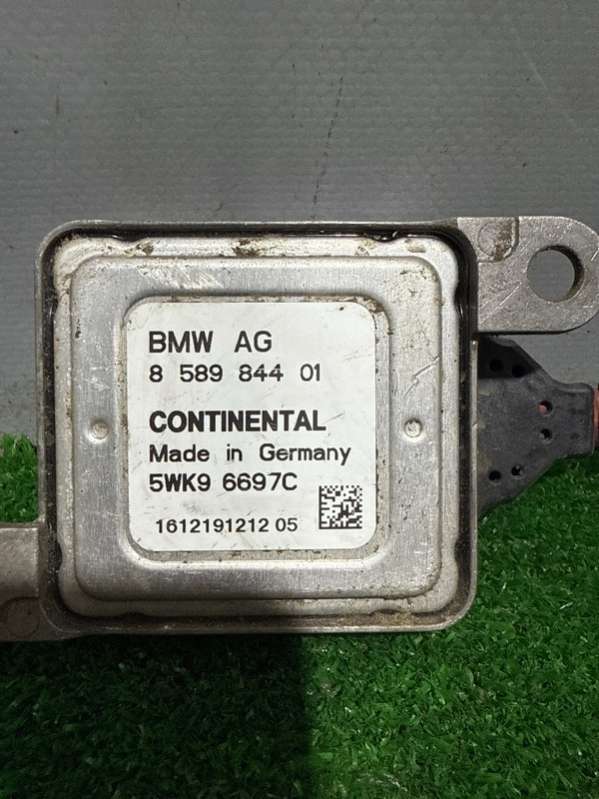 BMW AG
8 589 844 01
CONTINENTAL
Made in Germany
5WK9 6697C
1612191212 05